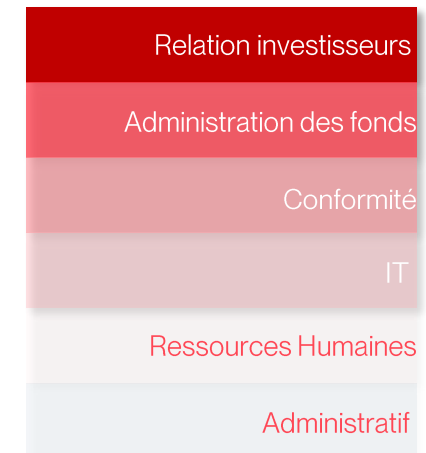 Relation investisseurs
Administration des fonds
Conformité
IT
Ressources Humaines
Administratif